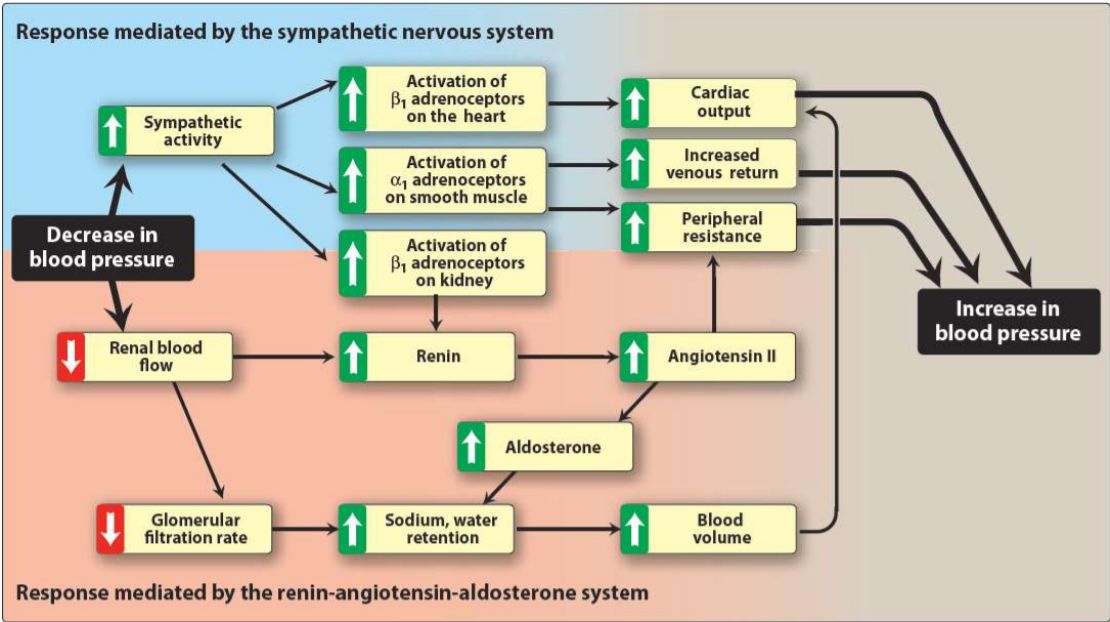 Response mediated by the sympathetic nervous system
Sympathetic
activity
Activation of
β1 adrenoceptors
on the heart
Cardiac
output
Activation of
α1 adrenoceptors
on smooth muscle
Increased
venous return
Peripheral
resistance
Decrease in
blood pressure
Activation of
β1 adrenoceptors
on kidney
Increase in
blood pressure
Renal blood
flow
Renin
Angiotensin II
Aldosterone
Glomerular
filtration rate
Sodium, water
retention
Blood
volume
Response mediated by the renin-angiotensin-aldosterone system